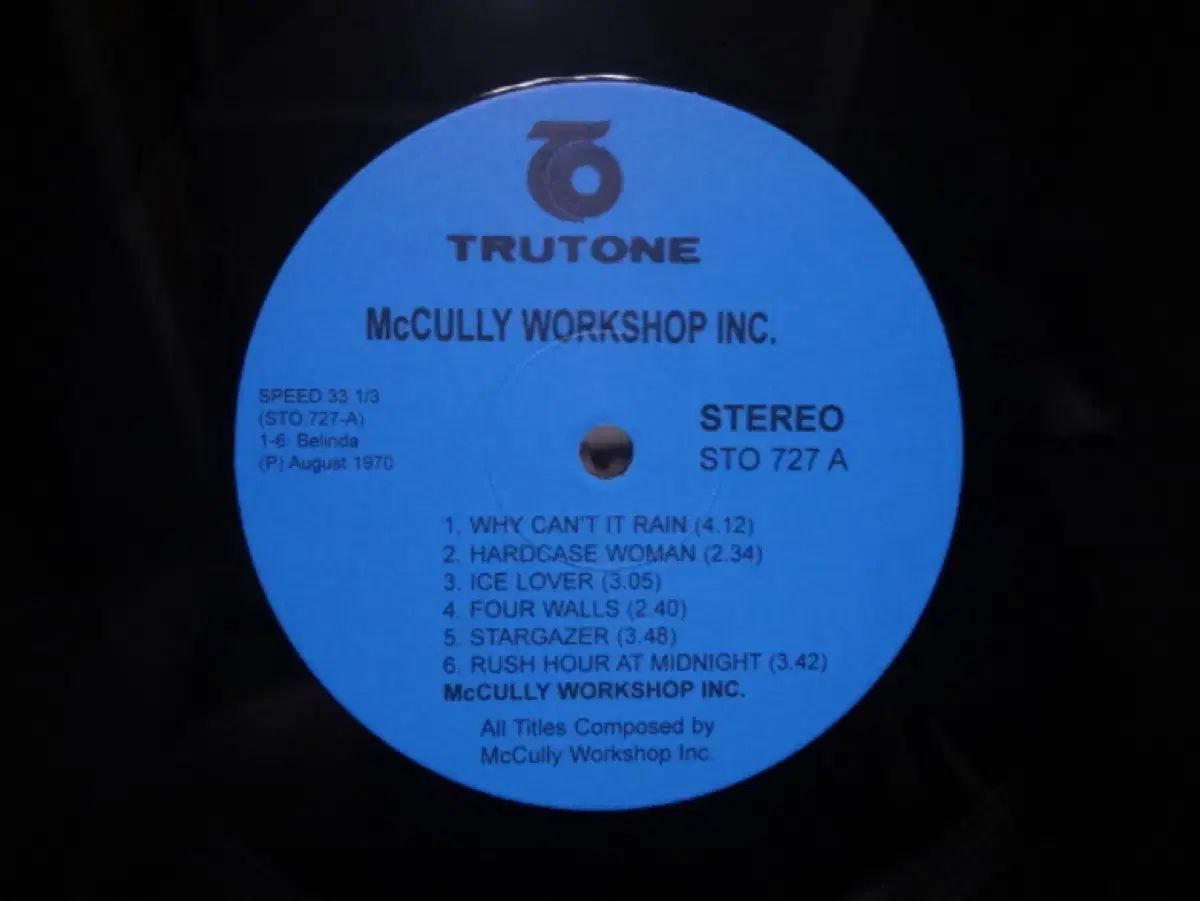 TRUTONE
McCULLY WORKSHOP INC.
SPEED 33 1/3
(STO 727-A)
1-6: Belinda
(P) August 1970
STEREO
STO 727 A
1. WHY CAN'T IT RAIN (4.12)
2. HARDCASE WOMAN (2.34)
3. ICE LOVER (3.05)
4. FOUR WALLS (2.40)
5. STARGAZER (3.48)
6. RUSH HOUR AT MIDNIGHT (3.42)
McCULLY WORKSHOP INC.
All Titles Composed by
McCully Workshop Inc.